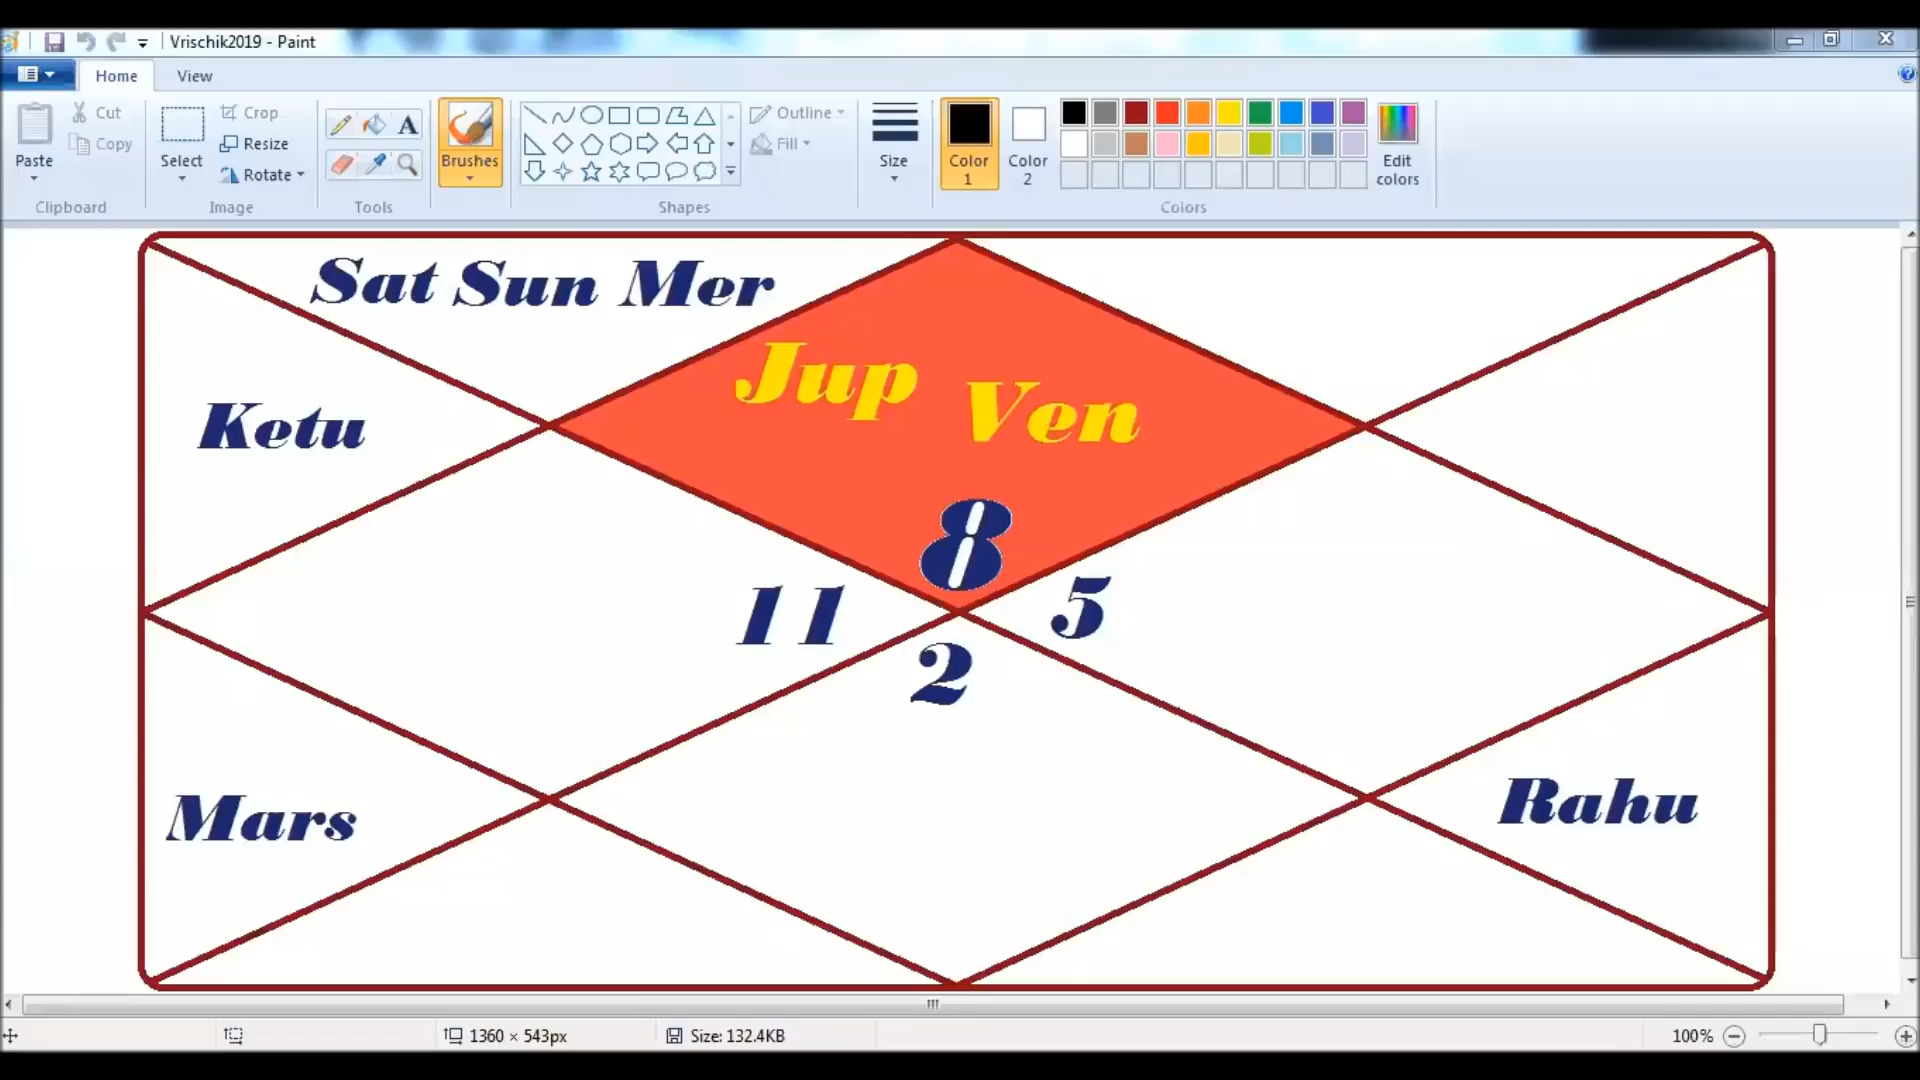 Vrischik2019 - Paint
Home View
Paste
Cut
Copy
Clipboard
Select
Crop
Resize
Rotate
Image
A
Tools
Brushes
Shapes
Outline
Fill
Size
Color 1
Color 2
Colors
Edit colors
Sat Sun Mer
Jup Ven
Ketu
8
11 5
2
Mars Rahu
1360 × 543px Size: 132.4KB 100%